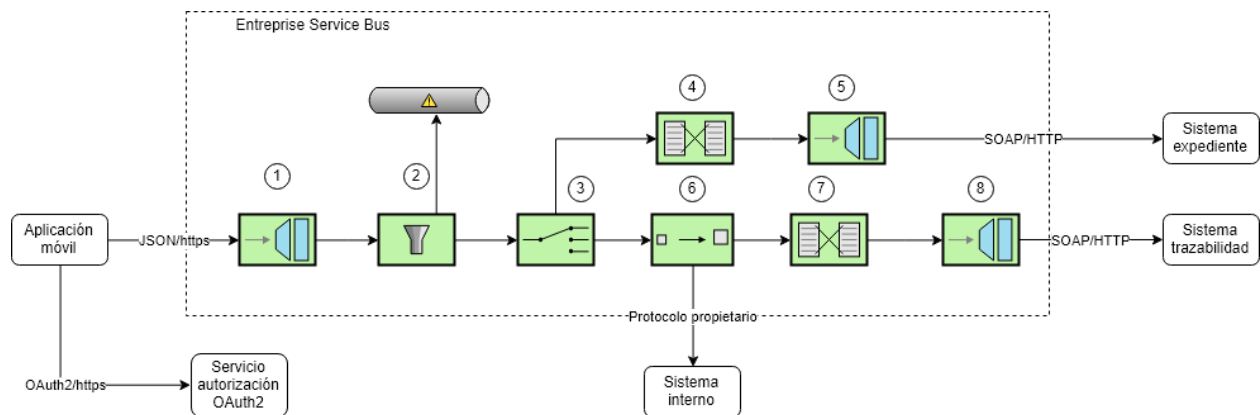 Entreprise Service Bus
4
5
SOAP/HTTP
Sistema
expediente
1
2
3
6
7
8
Aplicación
móvil
JSON/https
SOAP/HTTP
Sistema
trazabilidad
Protocolo propietario
OAuth2/https
Servicio
autorización
OAuth2
Sistema
interno